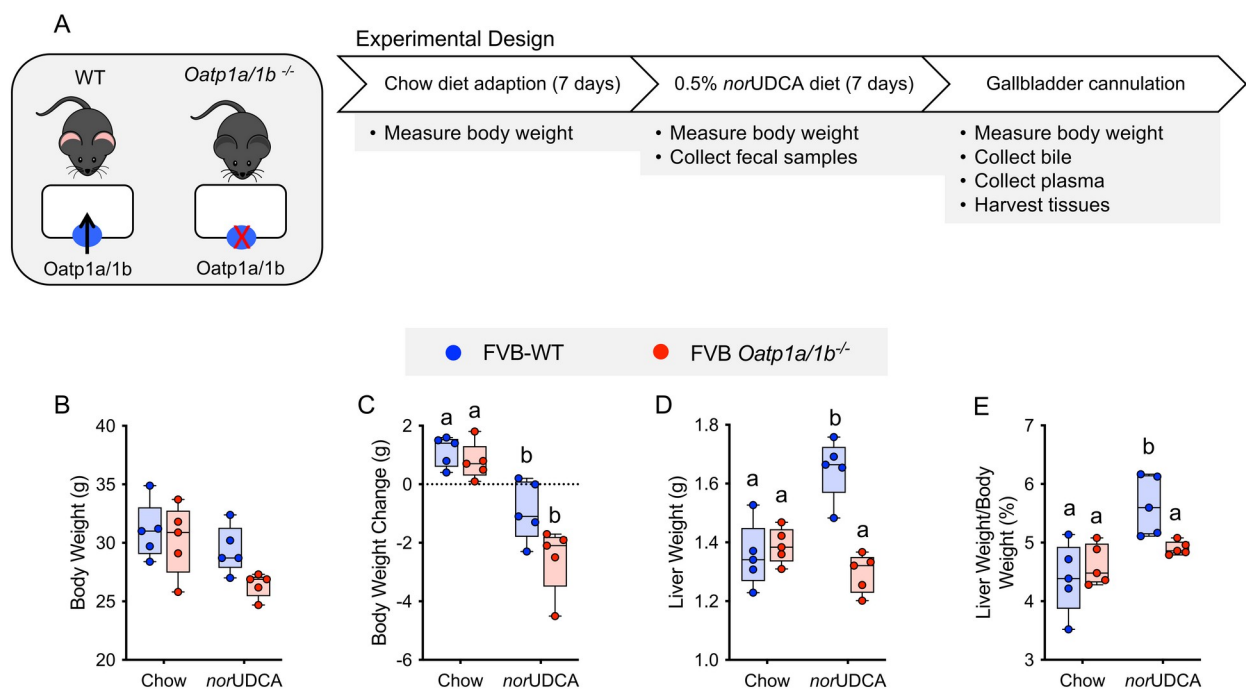 A
WT
Oatp1a/1b -/-
Oatp1a/1b
Oatp1a/1b
Experimental Design
Chow diet adaption (7 days)
0.5% norUDCA diet (7 days)
Gallbladder cannulation
• Measure body weight
• Measure body weight
• Collect fecal samples
• Measure body weight
• Collect bile
• Collect plasma
• Harvest tissues
FVB-WT
FVB Oatp1a/1b-/-
B
Body Weight (g)
40
35
30
25
20
Chow
norUDCA
C
Body Weight Change (g)
2
0
-2
-4
-6
a
a
b
b
Chow
norUDCA
D
Liver Weight (g)
1.8
1.6
1.4
1.2
1.0
a
a
b
a
Chow
norUDCA
E
Liver Weight/Body
Weight (%)
7
6
5
4
3
a
a
b
a
Chow
norUDCA